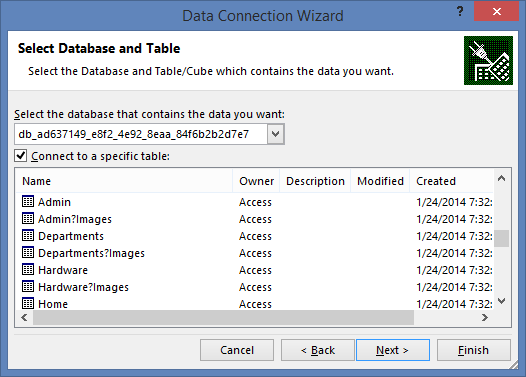 Data Connection Wizard
?
Select Database and Table
Select the Database and Table/Cube which contains the data you want.
Select the database that contains the data you want:
db_ad637149_e8f2_4e92_8eaa_84f6b2b2d7e7
Connect to a specific table:
Name Owner Description Modified Created
Admin Access 1/24/2014 7:32:
Admin?Images Access 1/24/2014 7:32:
Departments Access 1/24/2014 7:32:
Departments?Images Access 1/24/2014 7:32:
Hardware Access 1/24/2014 7:32:
Hardware?Images Access 1/24/2014 7:32:
Home Access 1/24/2014 7:32:
Cancel < Back Next > Finish